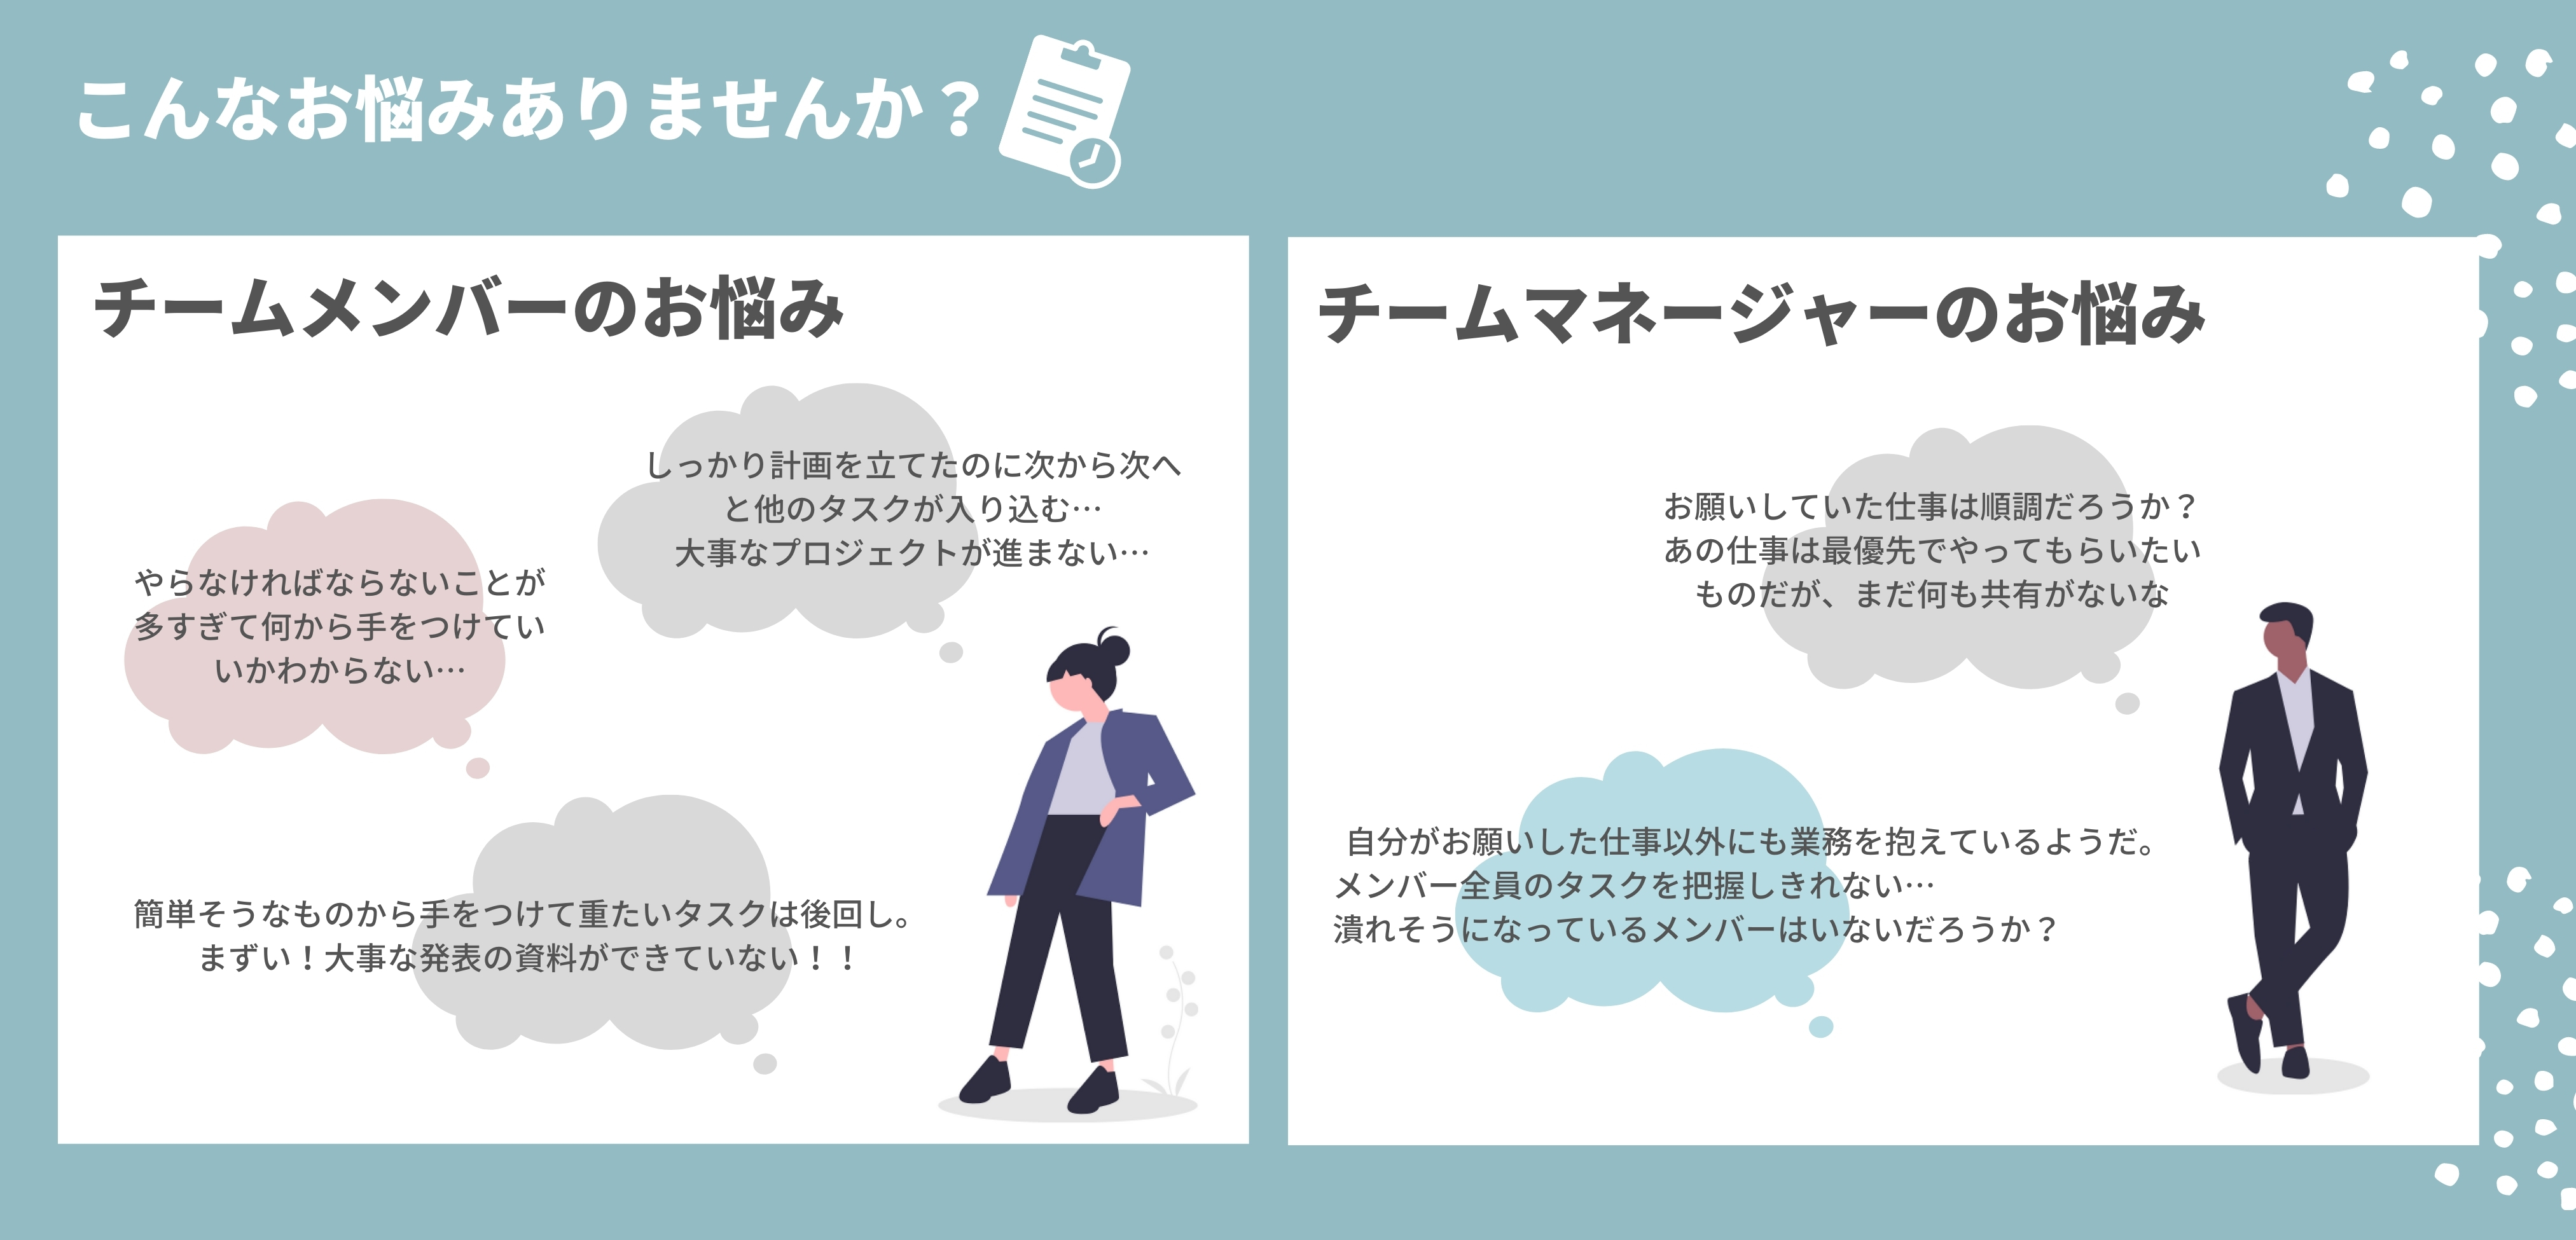 こんなお悩みありませんか？
チームメンバーのお悩み
しっかり計画を立てたのに次から次へ
と他のタスクが入り込む…
大事なプロジェクトが進まない…
やらなければならないことが
多すぎて何から手をつけてい
いかわからない…
簡単そうなものから手をつけて重たいタスクは後回し。
まずい！大事な発表の資料ができていない！！
チームマネージャーのお悩み
お願いしていた仕事は順調だろうか？
あの仕事は最優先でやってもらいたい
ものだが、まだ何も共有がないな
自分がお願いした仕事以外にも業務を抱えているようだ。
メンバー全員のタスクを把握しきれない…
潰れそうになっているメンバーはいないだろうか？